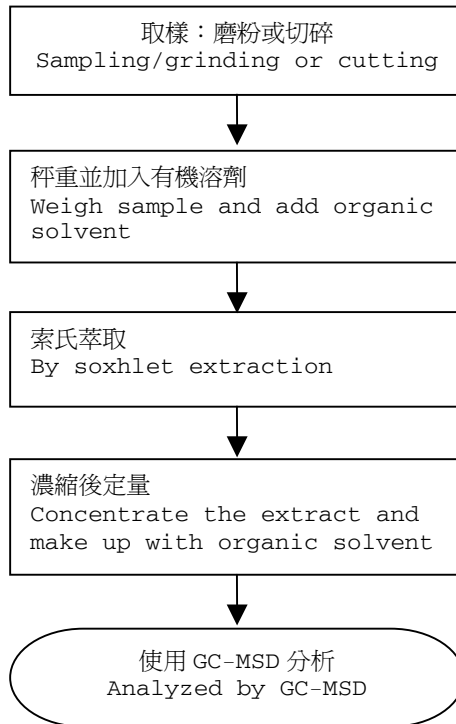 取樣：磨粉或切碎
Sampling/grinding or cutting
秤重並加入有機溶劑
Weigh sample and add organic
solvent
索氏萃取
By soxhlet extraction
濃縮後定量
Concentrate the extract and
make up with organic solvent
使用 GC-MSD 分析
Analyzed by GC-MSD